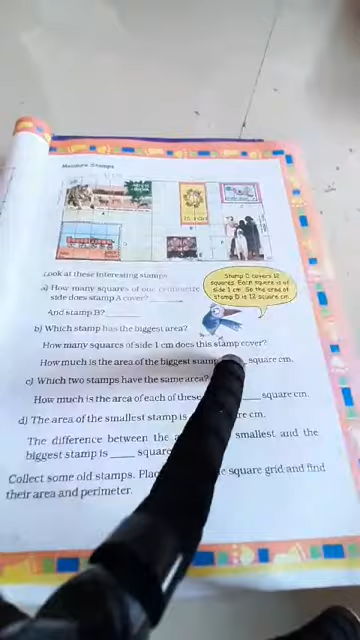 Measure Stamps
Look at these interesting stamps
a) How many squares of one centimetre
side does stamp A cover?
And stamp B?
Stamp D covers 12
squares. Each square is of
side 1 cm. So the area of
stamp D is 12 square cm
b) Which stamp has the biggest area?
How many squares of side 1 cm does this stamp cover?
How much is the area of the biggest stamp square cm.
c) Which two stamps have the same area?
How much is the area of each of these square cm.
d) The area of the smallest stamp is cm.
The difference between the smallest and the
biggest stamp is ____ square
Collect some old stamps. square grid and find
their area and perimeter.